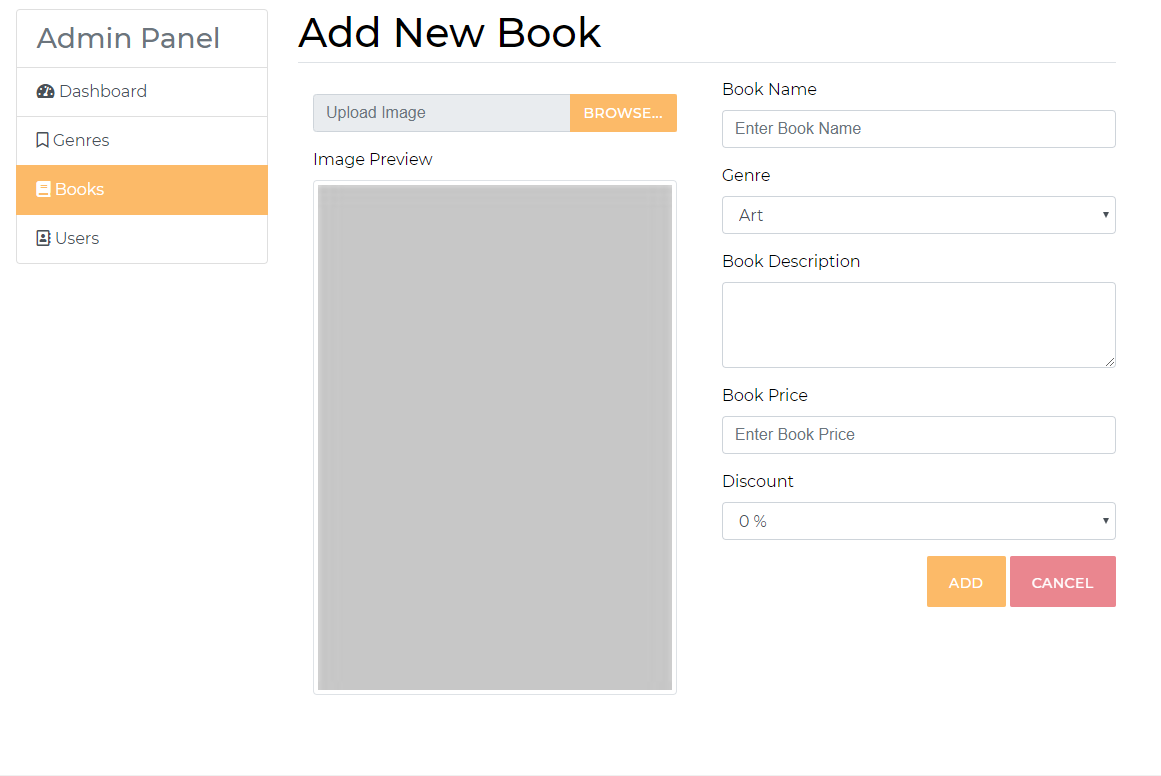 Admin Panel
Dashboard
Genres
Books
Users
Add New Book
Upload Image
BROWSE...
Image Preview
Book Name
Enter Book Name
Genre
Art
Book Description
Book Price
Enter Book Price
Discount
0 %
ADD
CANCEL